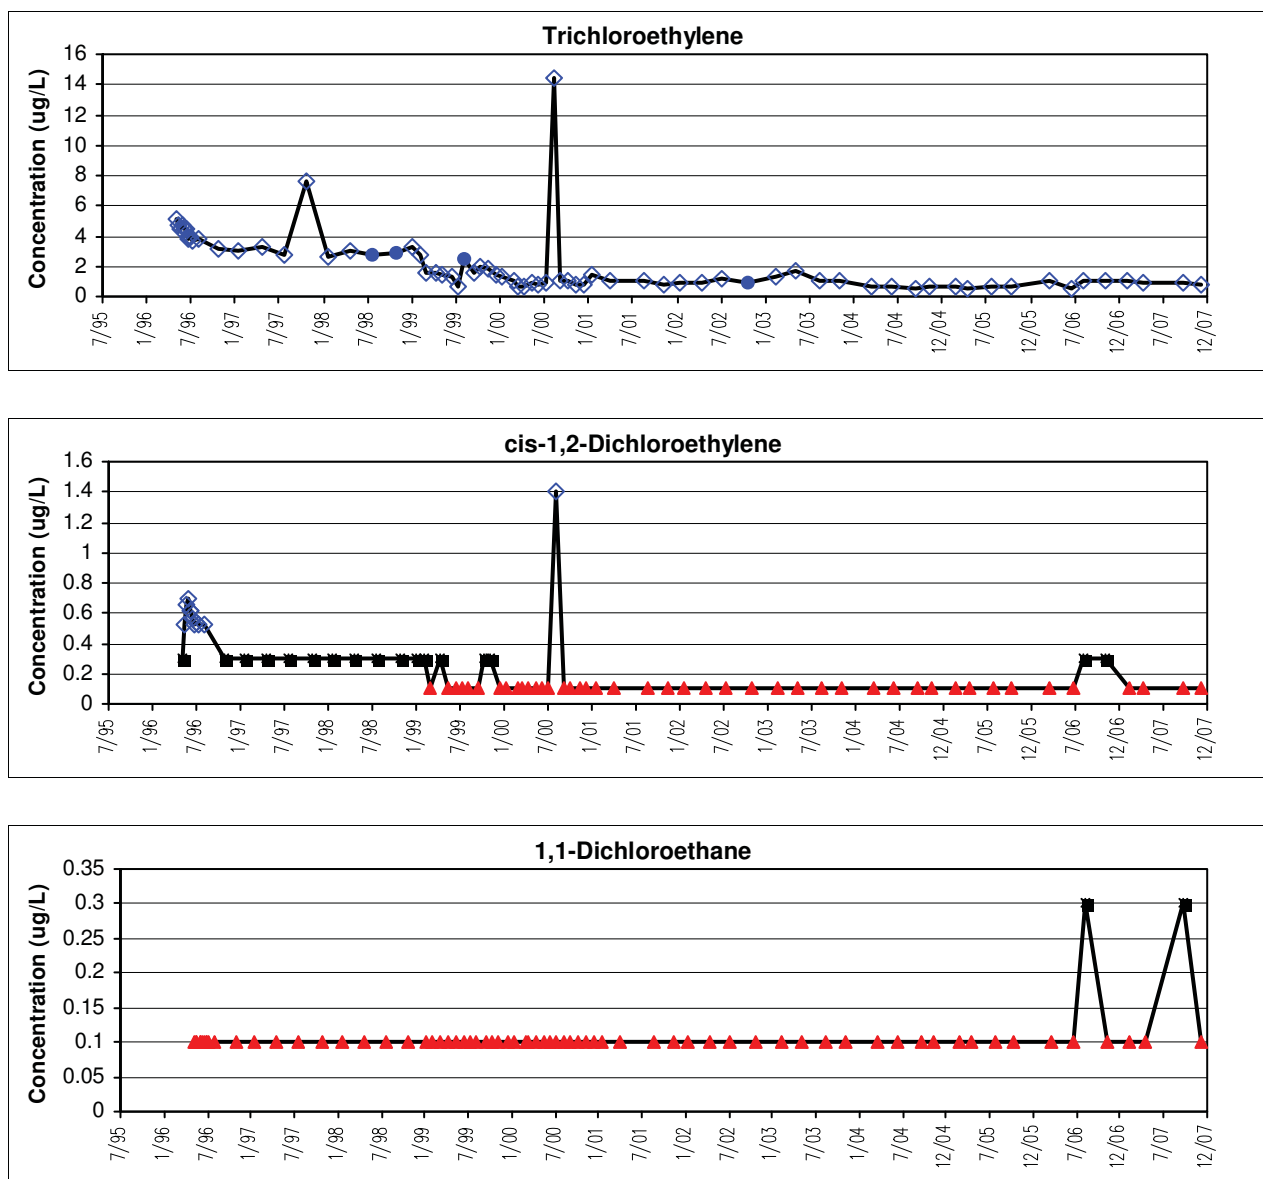 Trichloroethylene
Concentration (ug/L)
16
14
12
10
8
6
4
2
0
7/95 1/96 7/96 1/97 7/97 1/98 7/98 1/99 7/99 1/00 7/00 1/01 7/01 1/02 7/02 1/03 7/03 1/04 7/04 12/04 7/05 12/05 7/06 12/06 7/07 12/07
cis-1,2-Dichloroethylene
Concentration (ug/L)
1.6
1.4
1.2
1
0.8
0.6
0.4
0.2
0
7/95 1/96 7/96 1/97 7/97 1/98 7/98 1/99 7/99 1/00 7/00 1/01 7/01 1/02 7/02 1/03 7/03 1/04 7/04 12/04 7/05 12/05 7/06 12/06 7/07 12/07
1,1-Dichloroethane
Concentration (ug/L)
0.35
0.3
0.25
0.2
0.15
0.1
0.05
0
7/95 1/96 7/96 1/97 7/97 1/98 7/98 1/99 7/99 1/00 7/00 1/01 7/01 1/02 7/02 1/03 7/03 1/04 7/04 12/04 7/05 12/05 7/06 12/06 7/07 12/07